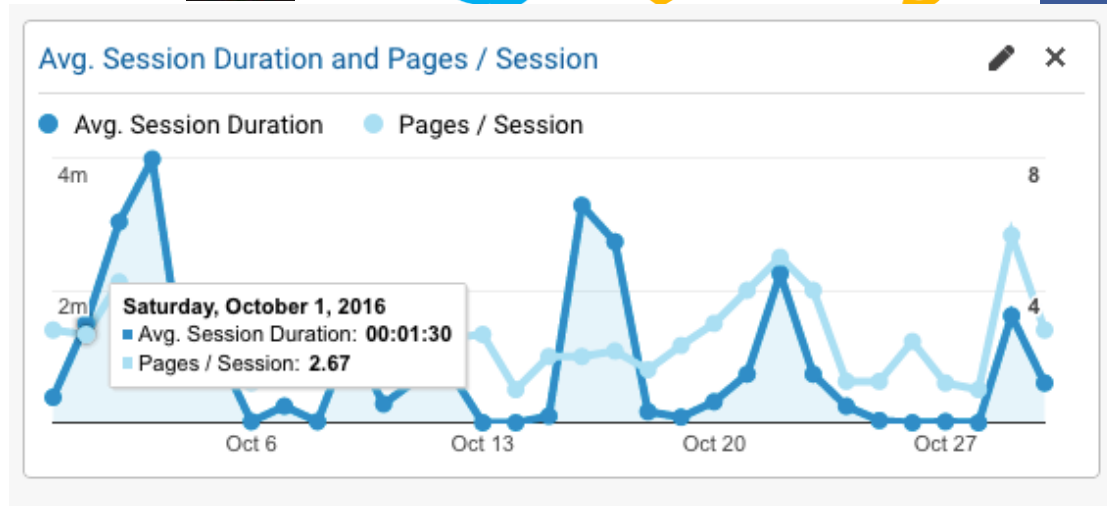 Avg. Session Duration and Pages / Session
Avg. Session Duration Pages / Session
4m 8
2m 4
Saturday, October 1, 2016
Avg. Session Duration: 00:01:30
Pages / Session: 2.67
Oct 6 Oct 13 Oct 20 Oct 27